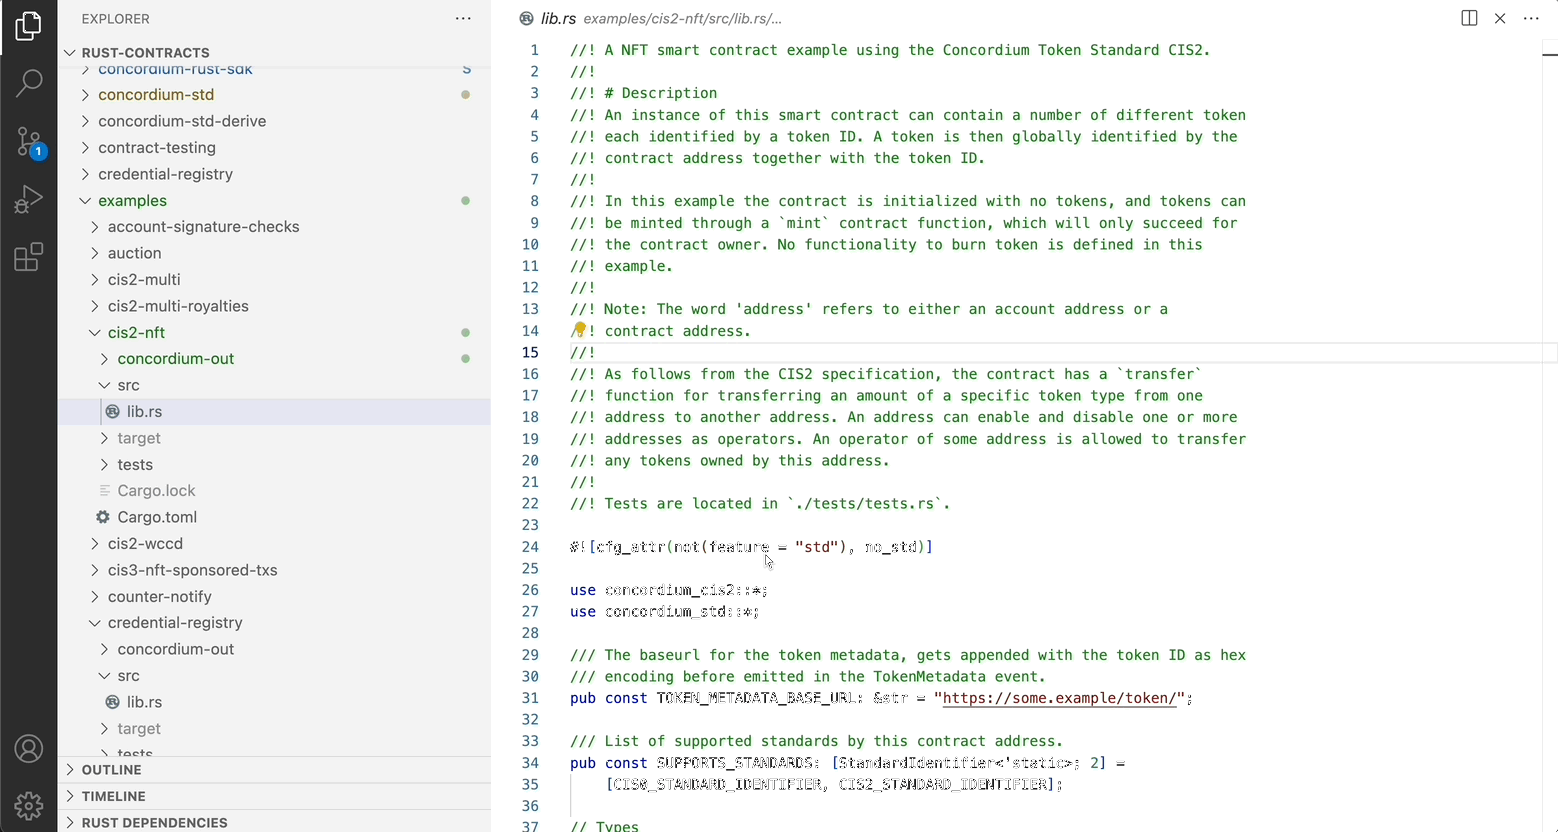 EXPLORER
RUST-CONTRACTS
concordium-rust-sdk S
concordium-std
concordium-std-derive
contract-testing
credential-registry
examples
account-signature-checks
auction
cis2-multi
cis2-multi-royalties
cis2-nft
concordium-out
src
lib.rs
target
tests
Cargo.lock
Cargo.toml
cis2-wccd
cis3-nft-sponsored-txs
counter-notify
credential-registry
concordium-out
src
lib.rs
target
tests
OUTLINE
TIMELINE
RUST DEPENDENCIES
1
lib.rs examples/cis2-nft/src/lib.rs/...
1 //! A NFT smart contract example using the Concordium Token Standard CIS2.
2 //!
3 //! # Description
4 //! An instance of this smart contract can contain a number of different token
5 //! each identified by a token ID. A token is then globally identified by the
6 //! contract address together with the token ID.
7 //!
8 //! In this example the contract is initialized with no tokens, and tokens can
9 //! be minted through a `mint` contract function, which will only succeed for
10 //! the contract owner. No functionality to burn token is defined in this
11 //! example.
12 //!
13 //! Note: The word 'address' refers to either an account address or a
14 //! contract address.
15 //!
16 //! As follows from the CIS2 specification, the contract has a `transfer`
17 //! function for transferring an amount of a specific token type from one
18 //! address to another address. An address can enable and disable one or more
19 //! addresses as operators. An operator of some address is allowed to transfer
20 //! any tokens owned by this address.
21 //!
22 //! Tests are located in `./tests/tests.rs`.
23
24 #![cfg_attr(not(feature = "std"), no_std)]
25
26 use concordium_cis2::*;
27 use concordium_std::*;
28
29 /// The baseurl for the token metadata, gets appended with the token ID as hex
30 /// encoding before emitted in the TokenMetadata event.
31 pub const TOKEN_METADATA_BASE_URL: &str = "https://some.example/token/";
32
33 /// List of supported standards by this contract address.
34 pub const SUPPORTS_STANDARDS: [StandardIdentifier<'static>; 2] =
35 [CIS0_STANDARD_IDENTIFIER, CIS2_STANDARD_IDENTIFIER];
36
37 // Types